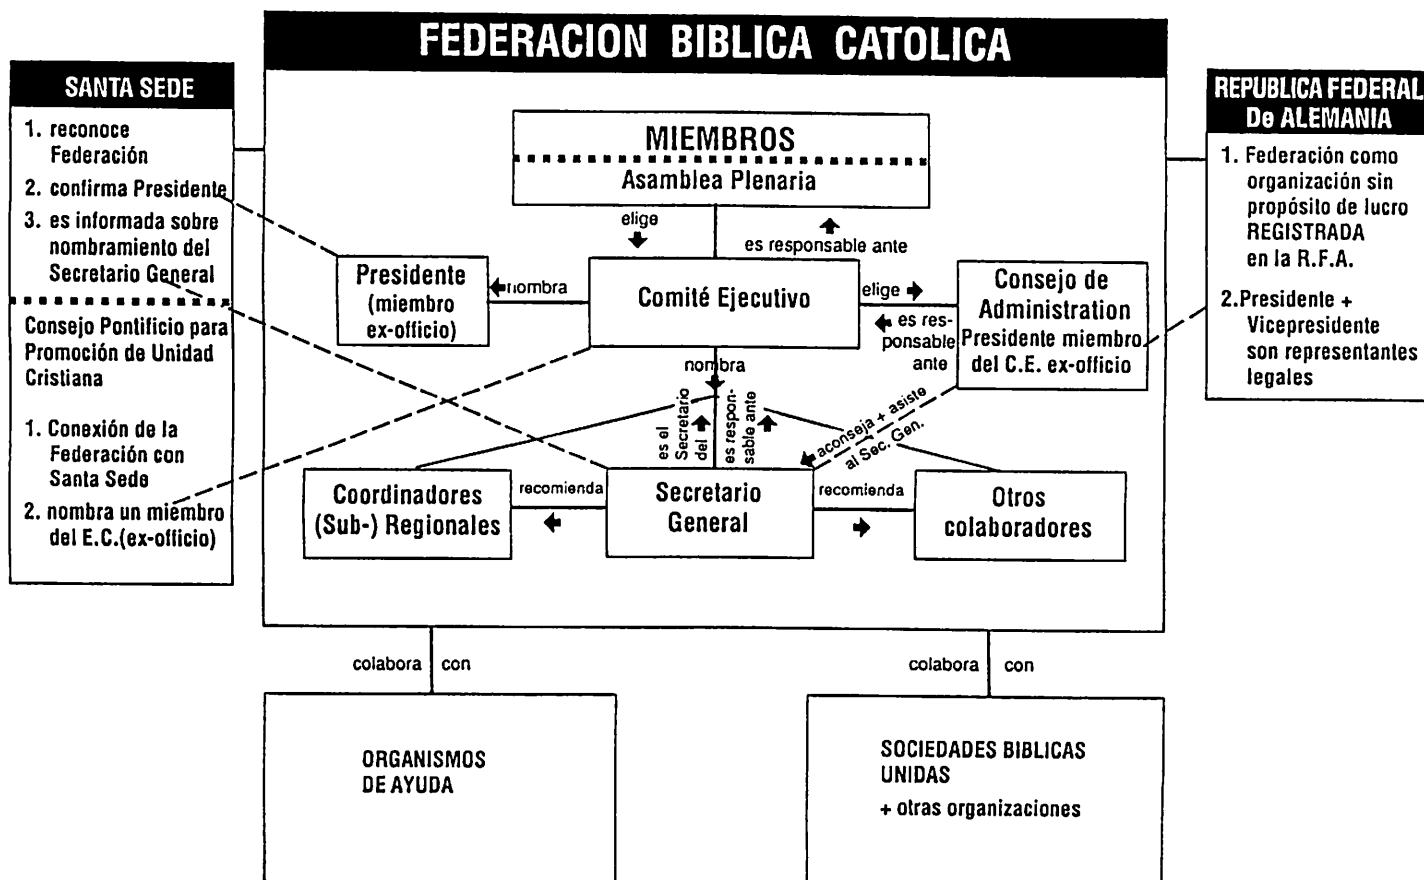 FEDERACION BIBLICA CATOLICA
SANTA SEDE
1. reconoce
Federación
2. confirma Presidente
3. es informada sobre
nombramiento del
Secretario General
Consejo Pontificio para
Promoción de Unidad
Cristiana
1. Conexión de la
Federación con
Santa Sede
2. nombra un miembro
del E.C.(ex-officio)
MIEMBROS
Asamblea Plenaria
elige
es responsable ante
Presidente
(miembro
ex-officio)
nombra
Comité Ejecutivo
elige
es res-
ponsable
ante
Consejo de
Administration
Presidente miembro
del C.E. ex-officio
nombra
es el
Secretario
del
es respon-
sable ante
aconseja + asiste
al Sec. Gen.
Coordinadores
(Sub-) Regionales
recomienda
Secretario
General
recomienda
Otros
colaboradores
REPUBLICA FEDERAL
De ALEMANIA
1. Federación como
organización sin
propósito de lucro
REGISTRADA
en la R.F.A.
2.Presidente +
Vicepresidente
son representantes
legales
colabora con
colabora con
ORGANISMOS
DE AYUDA
SOCIEDADES BIBLICAS
UNIDAS
+ otras organizaciones